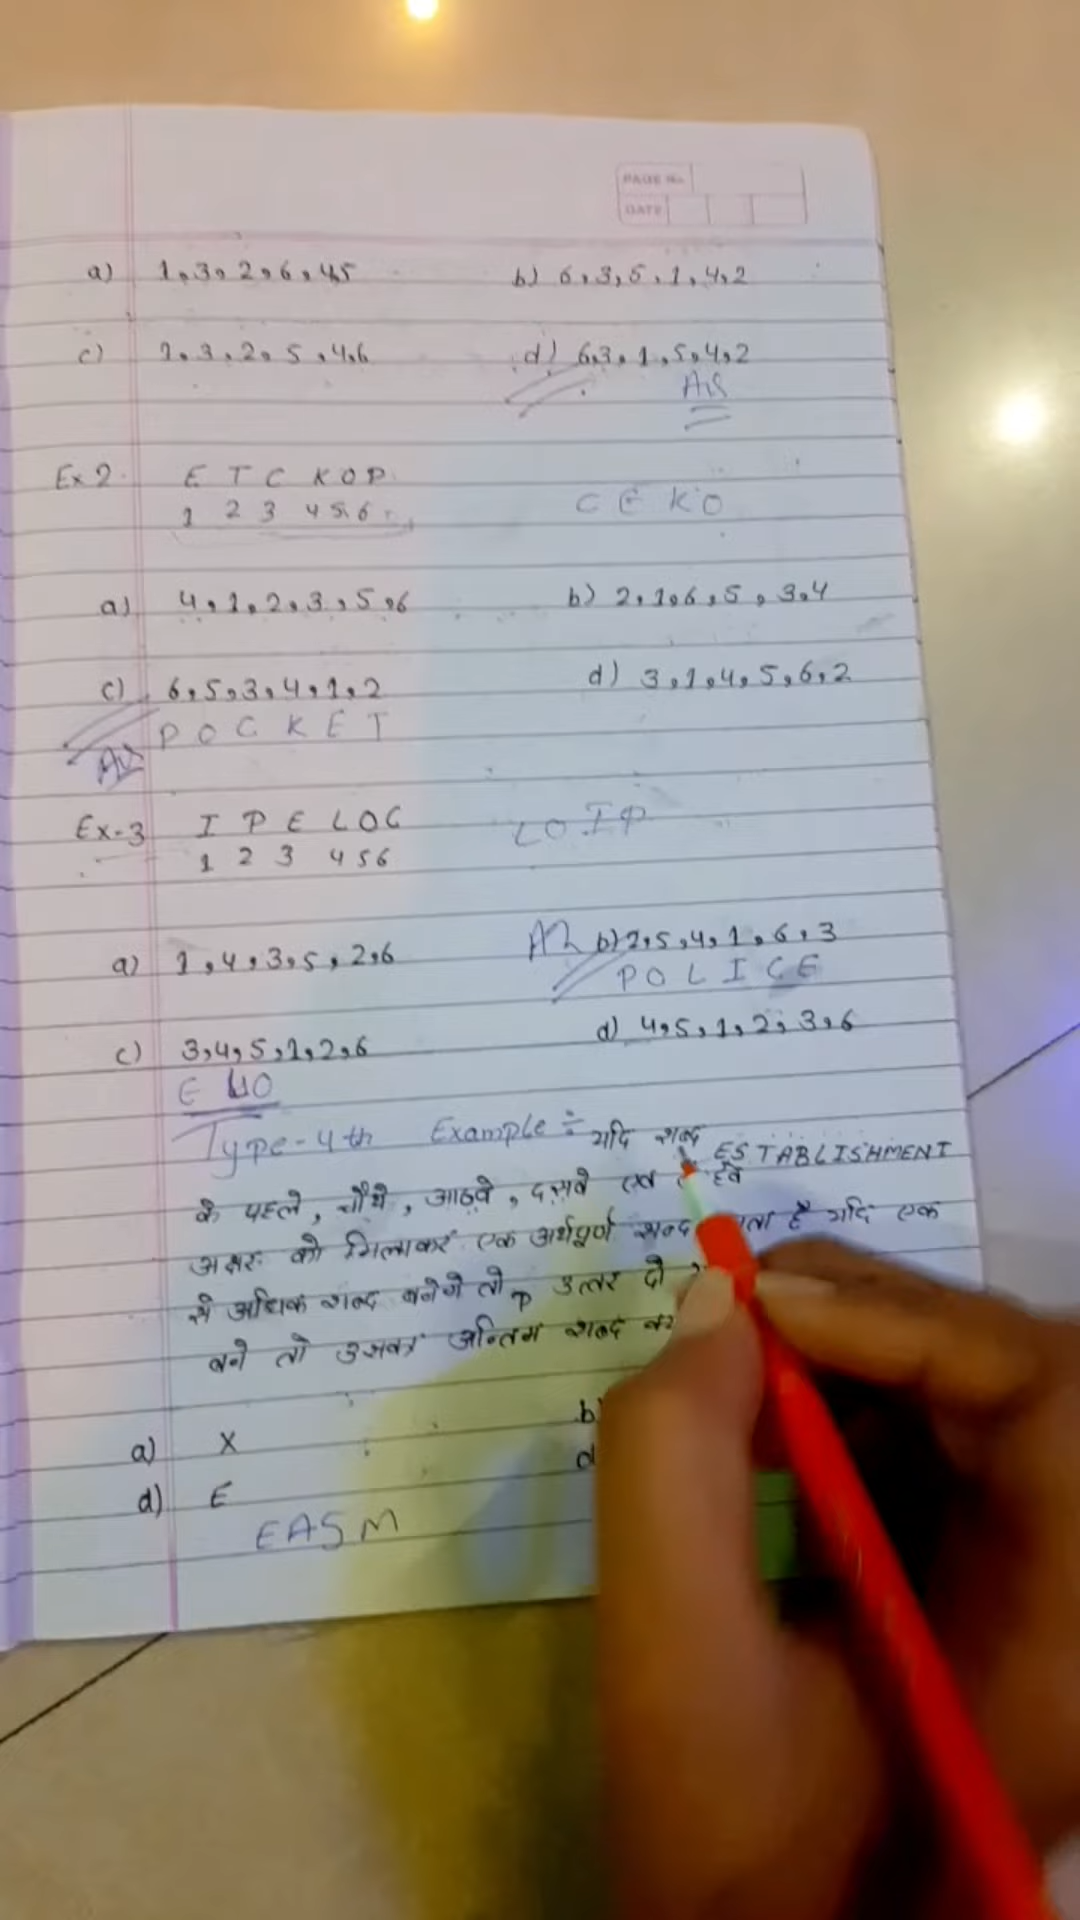 PAGE No.
DATE
a) 1,3,2,6,4,5 b) 6,3,5,1,4,2
c) 1,3,2,5,4,6 d) 6,3,1,5,4,2
Ans
Ex 2. E T C K O P
1 2 3 4 5 6 C E K O
a) 4,1,2,3,5,6 b) 2,1,6,5,3,4
c) 6,5,3,4,1,2 d) 3,1,4,5,6,2
P O C K E T
Ex-3 I P E L O C L O I P
1 2 3 4 5 6
a) 1,4,3,5,2,6 b) 2,5,4,1,6,3
P O L I C E
c) 3,4,5,1,2,6 d) 4,5,1,2,3,6
Type-4th Example ÷ यदि शब्द ESTABLISHMENT
के पहले, चौथे, आठवे, दसवे एवं
अक्षर को मिलाकर एक अर्थपूर्ण शब्द है यदि एक
से अधिक शब्द बनेगे तो P उत्तर दो
बने तो उसका अन्तिम शब्द
a) X b)
d) E d
EASM